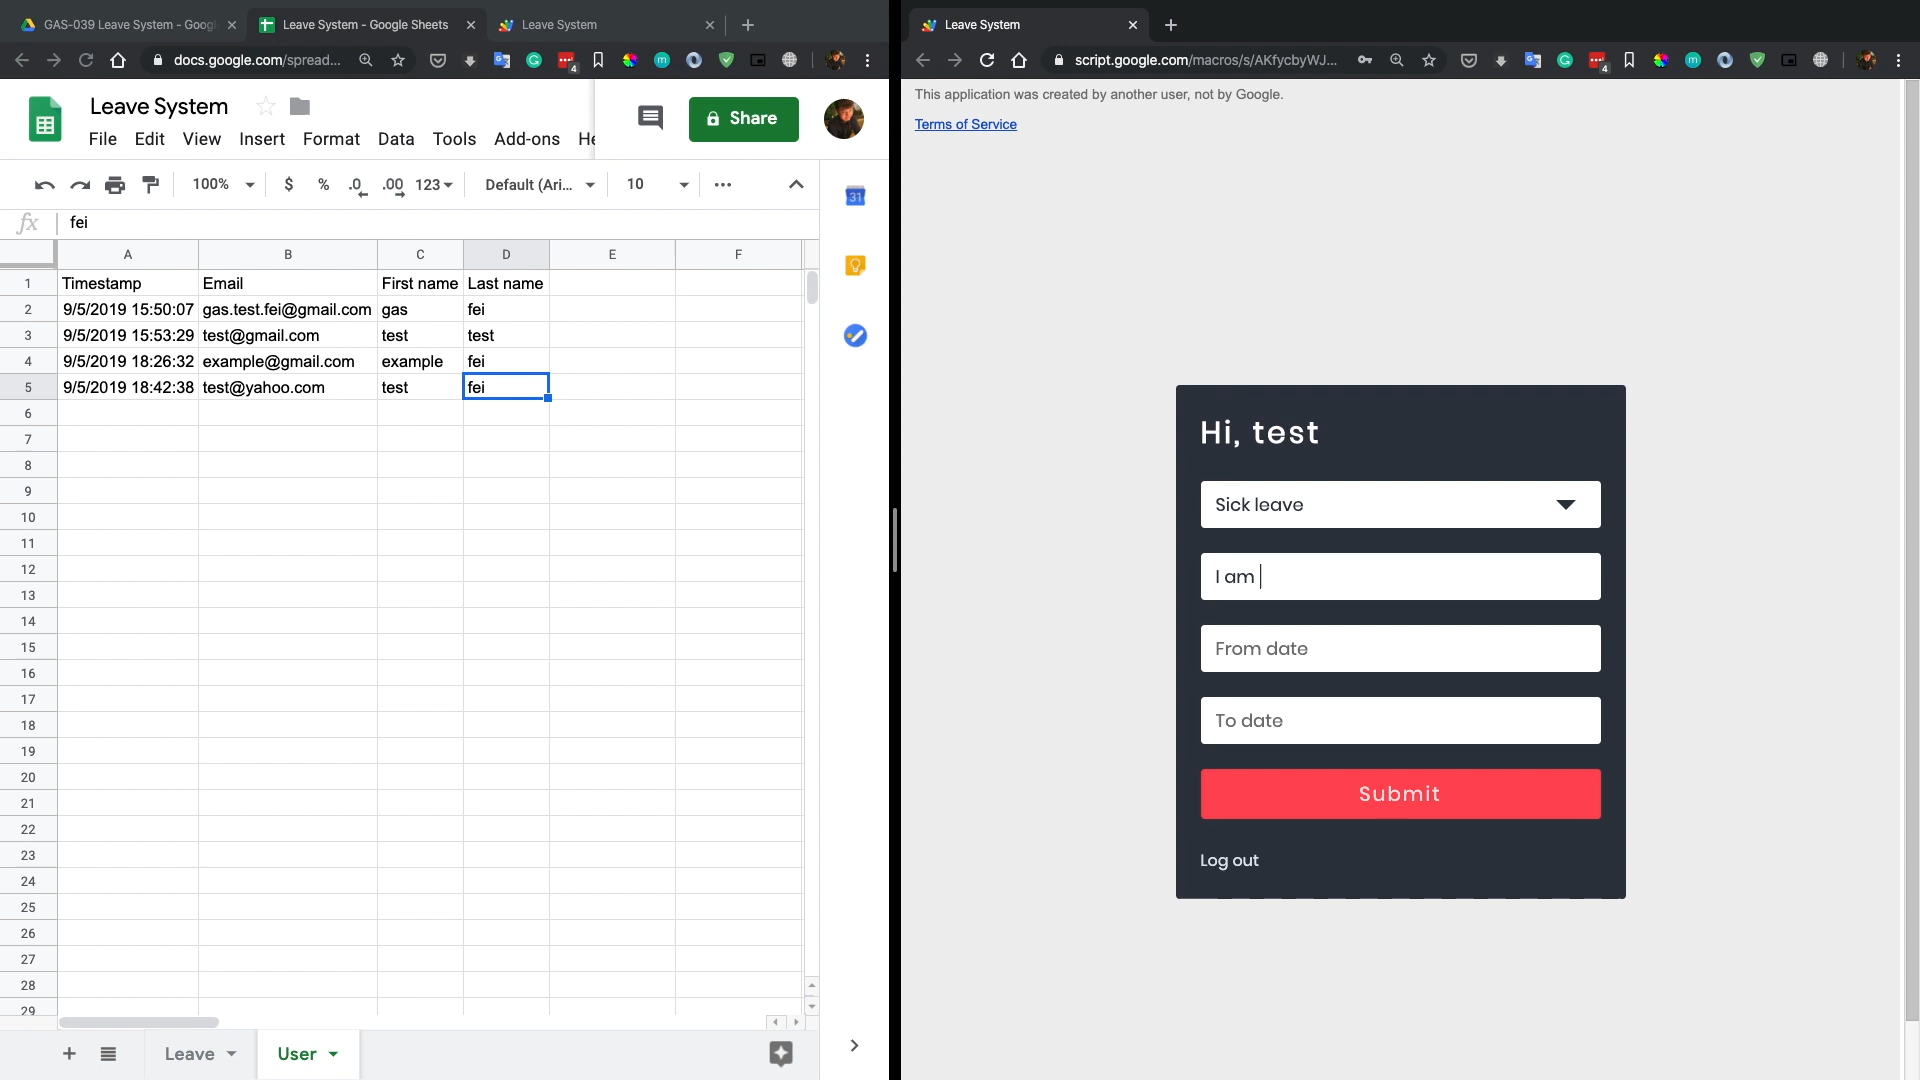 GAS-039 Leave System - Goog
Leave System - Google Sheets
Leave System
docs.google.com/spread...
4
Leave System
File Edit View Insert Format Data Tools Add-ons He
Share
100% $ % .0 .00 123 Default (Ari... 10
31
fx fei
A B C D E F
1 Timestamp Email First name Last name
2 9/5/2019 15:50:07 gas.test.fei@gmail.com gas fei
3 9/5/2019 15:53:29 test@gmail.com test test
4 9/5/2019 18:26:32 example@gmail.com example fei
5 9/5/2019 18:42:38 test@yahoo.com test fei
6
7
8
9
10
11
12
13
14
15
16
17
18
19
20
21
22
23
24
25
26
27
28
29
Leave User
Leave System
script.google.com/macros/s/AKfycbyWJ...
4
This application was created by another user, not by Google.
Terms of Service
Hi, test
Sick leave
I am
From date
To date
Submit
Log out